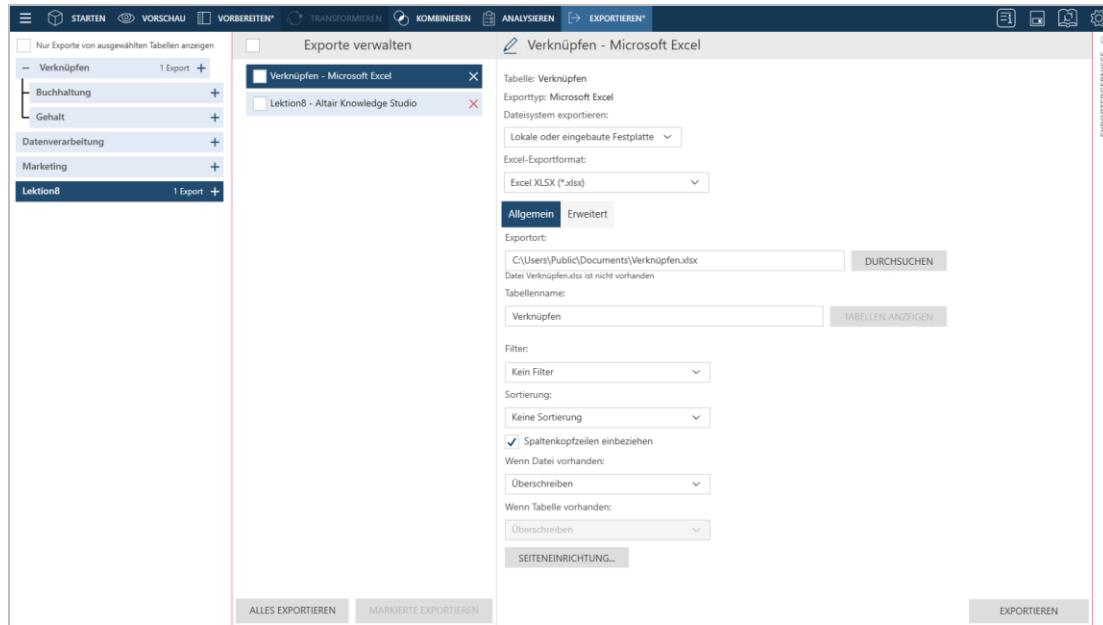 STARTEN VORSCHAU VORBEREITEN* TRANSFORMIEREN KOMBINIEREN ANALYSIEREN EXPORTIEREN*
Nur Exporte von ausgewählten Tabellen anzeigen
Verknüpfen 1 Export
Buchhaltung
Gehalt
Datenverarbeitung
Marketing
Lektion8 1 Export
Exporte verwalten
Verknüpfen - Microsoft Excel
Lektion8 - Altair Knowledge Studio
ALLES EXPORTIEREN MARKIERTE EXPORTIEREN
Verknüpfen - Microsoft Excel
Tabelle: Verknüpfen
Exporttyp: Microsoft Excel
Dateisystem exportieren:
Lokale oder eingebaute Festplatte
Excel-Exportformat:
Excel XLSX (*.xlsx)
Allgemein Erweitert
Exportort:
C:\Users\Public\Documents\Verknüpfen.xlsx DURCHSUCHEN
Datei Verknüpfen.xlsx ist nicht vorhanden
Tabellenname:
Verknüpfen TABELLEN ANZEIGEN
Filter:
Kein Filter
Sortierung:
Keine Sortierung
Spaltenkopfzeilen einbeziehen
Wenn Datei vorhanden:
Überschreiben
Wenn Tabelle vorhanden:
Überschreiben
SEITENEINRICHTUNG...
EXPORTIEREN
EXPORTERGEBNISSE